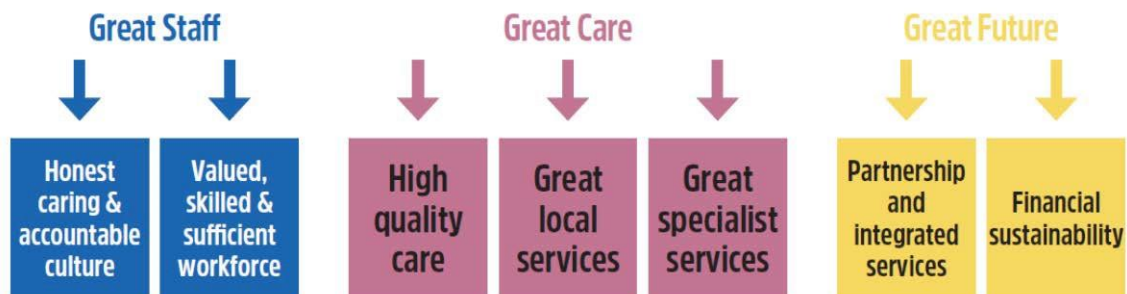 Great Staff
Great Care
Great Future
Honest
caring &
accountable
culture
Valued,
skilled &
sufficient
workforce
High
quality
care
Great
local
services
Great
specialist
services
Partnership
and
integrated
services
Financial
sustainability